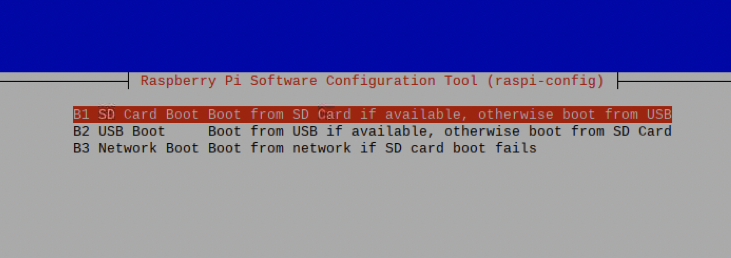 Raspberry Pi Software Configuration Tool (raspi-config)
B1 SD Card Boot Boot from SD Card if available, otherwise boot from USB
B2 USB Boot     Boot from USB if available, otherwise boot from SD Card
B3 Network Boot Boot from network if SD card boot fails